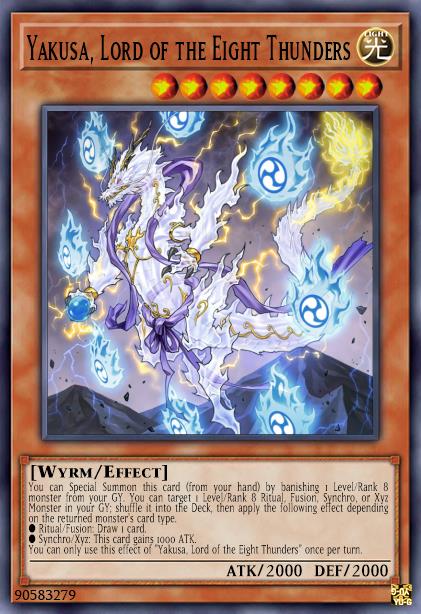 YAKUSA, LORD OF THE EIGHT THUNDERS
LIGHT
光
[WYRM/EFFECT]
You can Special Summon this card (from your hand) by banishing 1 Level/Rank 8
monster from your GY. You can target 1 Level/Rank 8 Ritual, Fusion, Synchro, or Xyz
Monster in your GY; shuffle it into the Deck, then apply the following effect depending
on the returned monster's card type.
● Ritual/Fusion: Draw 1 card.
● Synchro/Xyz: This card gains 1000 ATK.
You can only use this effect of "Yakusa, Lord of the Eight Thunders" once per turn.
ATK/2000 DEF/2000
90583279